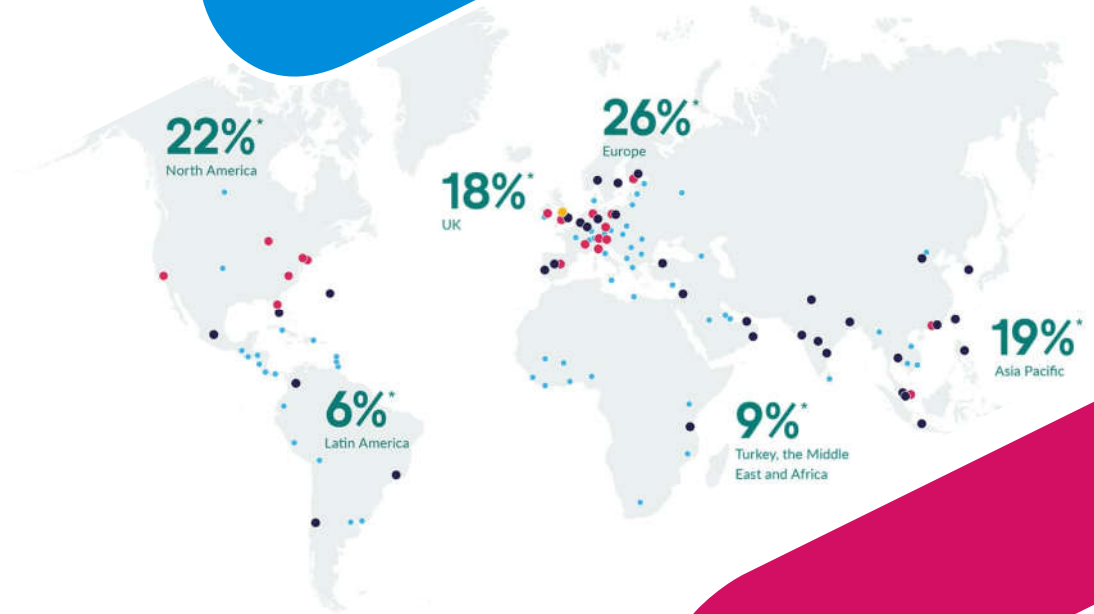 22%*
North America
26%*
Europe
18%*
UK
19%*
Asia Pacific
6%*
Latin America
9%*
Turkey, the Middle
East and Africa